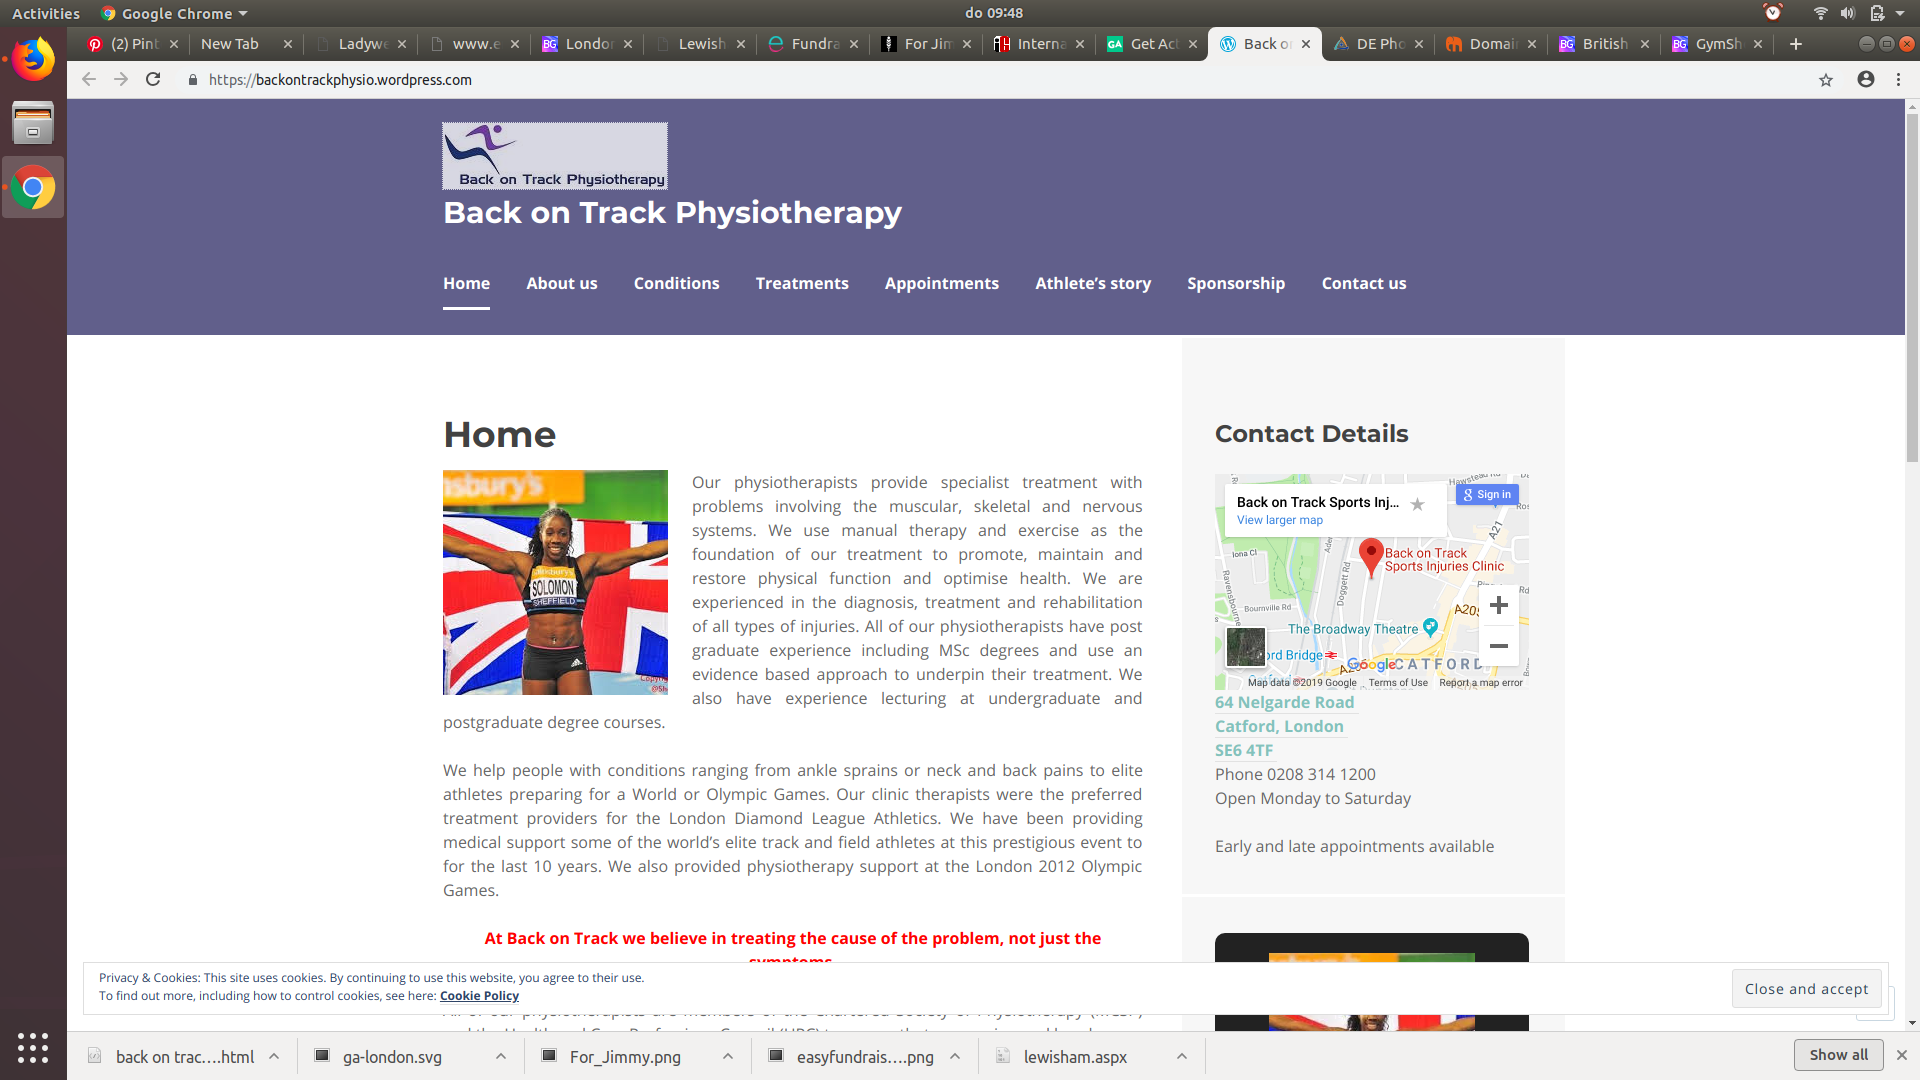 Activities
Google Chrome
do 09:48
(2) Pint
New Tab
Ladywe
www.e
London
Lewish
Fundra
For Jim
Interna
Get Act
Back on
DE Pho
Domai
British
GymSh
https://backontrackphysio.wordpress.com
Back on Track Physiotherapy
Back on Track Physiotherapy
Home
About us
Conditions
Treatments
Appointments
Athlete’s story
Sponsorship
Contact us
Home
Sainsbury's
SOLOMON
SHEFFIELD
Our physiotherapists provide specialist treatment with
problems involving the muscular, skeletal and nervous
systems. We use manual therapy and exercise as the
foundation of our treatment to promote, maintain and
restore physical function and optimise health. We are
experienced in the diagnosis, treatment and rehabilitation
of all types of injuries. All of our physiotherapists have post
graduate experience including MSc degrees and use an
evidence based approach to underpin their treatment. We
also have experience lecturing at undergraduate and
postgraduate degree courses.
We help people with conditions ranging from ankle sprains or neck and back pains to elite
athletes preparing for a World or Olympic Games. Our clinic therapists were the preferred
treatment providers for the London Diamond League Athletics. We have been providing
medical support some of the world’s elite track and field athletes at this prestigious event to
for the last 10 years. We also provided physiotherapy support at the London 2012 Olympic
Games.
At Back on Track we believe in treating the cause of the problem, not just the
symptoms
Contact Details
Back on Track Sports Inj...
View larger map
Sign in
Hawstead Rd
A21
Iona Cl
Doggett Rd
Ravensbourne
Bournville Rd
Back on Track
Sports Injuries Clinic
A205
The Broadway Theatre
ord Bridge
Google
CATFORD
Map data ©2019 Google
Terms of Use
Report a map error
64 Nelgarde Road
Catford, London
SE6 4TF
Phone 0208 314 1200
Open Monday to Saturday
Early and late appointments available
Privacy & Cookies: This site uses cookies. By continuing to use this website, you agree to their use.
To find out more, including how to control cookies, see here: Cookie Policy
Close and accept
back on trac....html
ga-london.svg
For_Jimmy.png
easyfundrais....png
lewisham.aspx
Show all